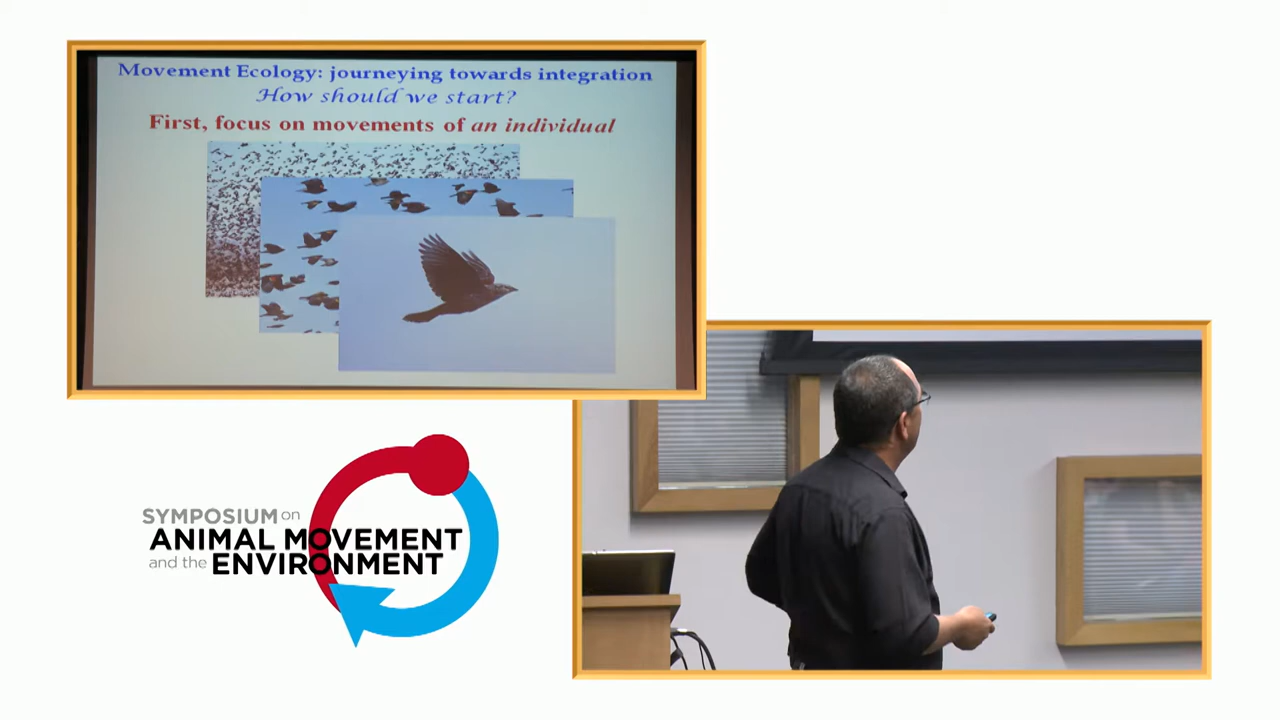 Movement Ecology: journeying towards integration
How should we start?
First, focus on movements of an individual
SYMPOSIUM on
ANIMAL MOVEMENT
and the ENVIRONMENT